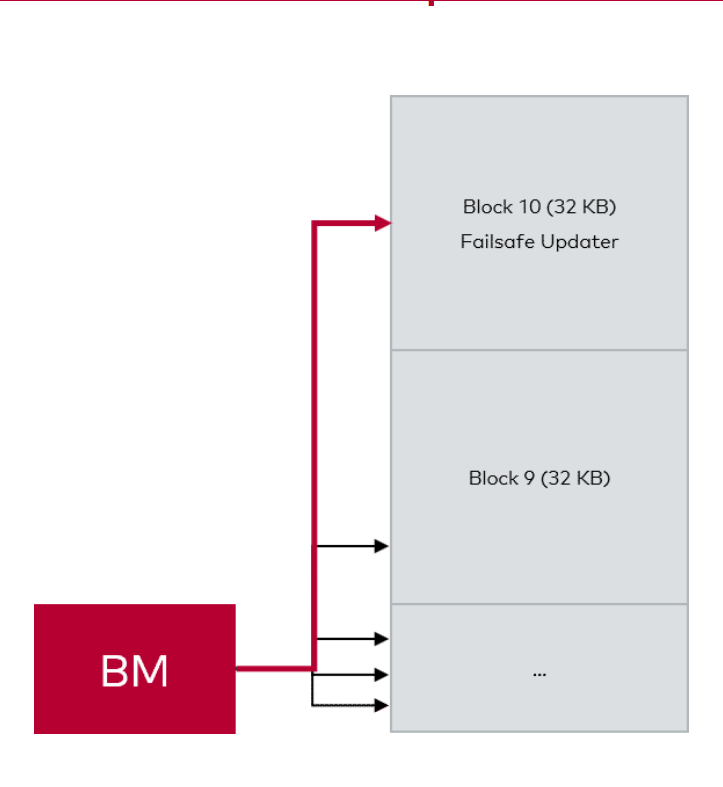 Block 10 (32 KB)
Failsafe Updater
Block 9 (32 KB)
BM
...